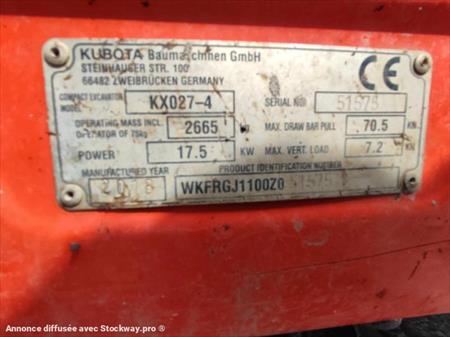 KUBOTA Baumaschinen GmbH
STEINHAUSER STR. 100
66482 ZWEIBRÜCKEN GERMANY
CE
COMPACT EXCAVATOR
MODEL KX027-4 SERIAL NO.
OPERATING MASS INCL. OPERATOR OF 75kg 2665 MAX. DRAW BAR PULL 70.5 KN
POWER 17.5 KW MAX. VERT. LOAD 7.2 KN
MANUFACTURED YEAR PRODUCT IDENTIFICATION NUMBER
WKFRGJ1100Z0
Annonce diffusée avec Stockway.pro ®